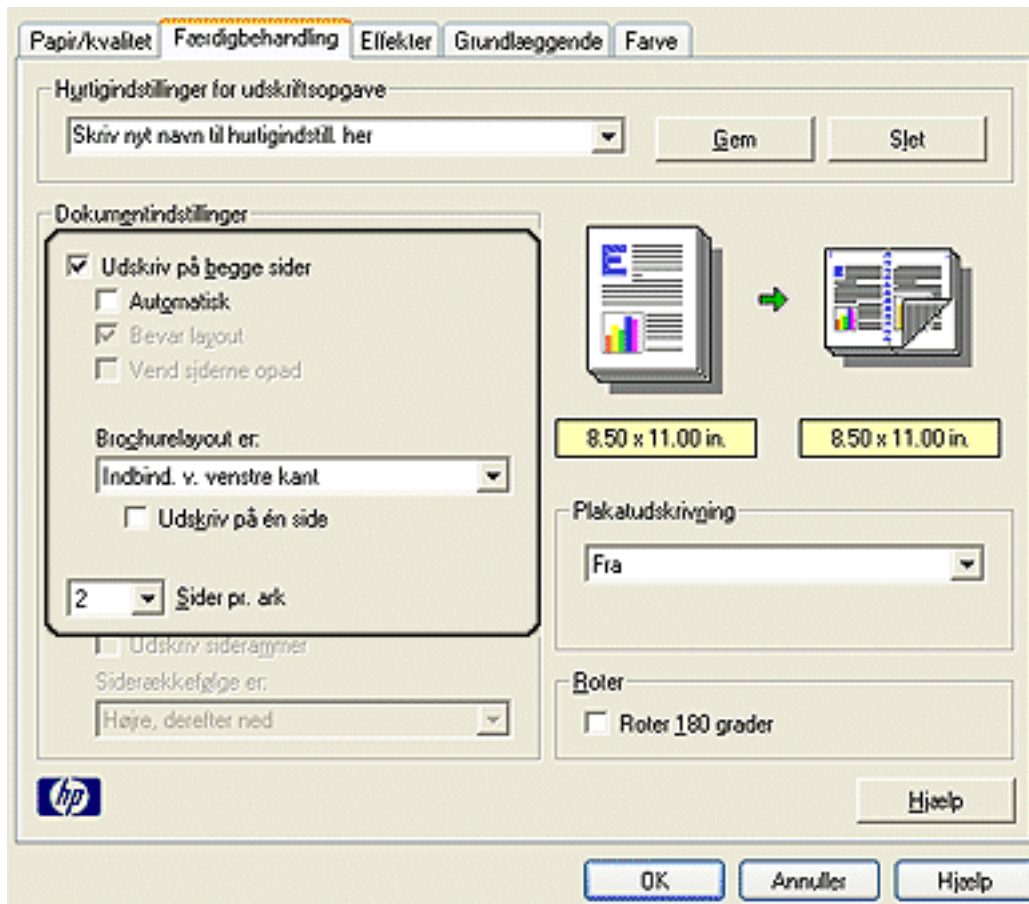 Papir/kvalitet Færdigbehandling Effekter Grundlæggende Farve
Hurtigindstillinger for udskriftsopgave
Skriv nyt navn til hurtigindstill. her Gem Slet
Dokumentindstillinger
Udskriv på begge sider
Automatisk
Bevar layout
Vend siderne opad
Brochurelayout er:
Indbind. v. venstre kant
Udskriv på én side
2 Sider pr. ark
Udskriv siderammer
Siderækkefølge er:
Højre, derefter ned
E
8.50 x 11.00 in. 8.50 x 11.00 in.
Plakatudskrivning
Fra
Roter
Roter 180 grader
hp
Hjælp
OK Annuller Hjælp